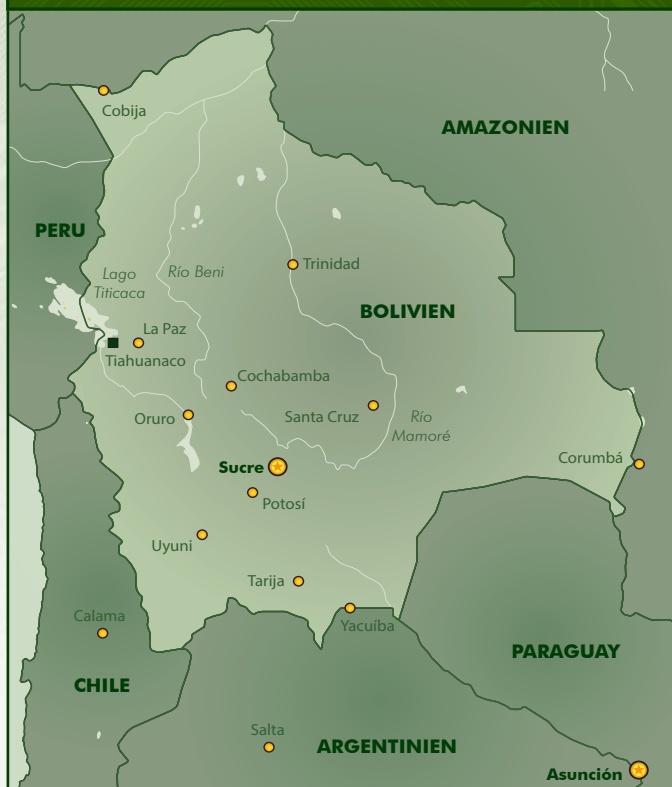 Cobija
AMAZONIEN
PERU
Lago
Titicaca
Río Beni
Trinidad
BOLIVIEN
La Paz
Tiahuanaco
Cochabamba
Oruro
Santa Cruz
Río
Mamoré
Sucre
Corumbá
Potosí
Uyuni
Tarija
Calama
Yacuíba
PARAGUAY
CHILE
Salta
ARGENTINIEN
Asunción